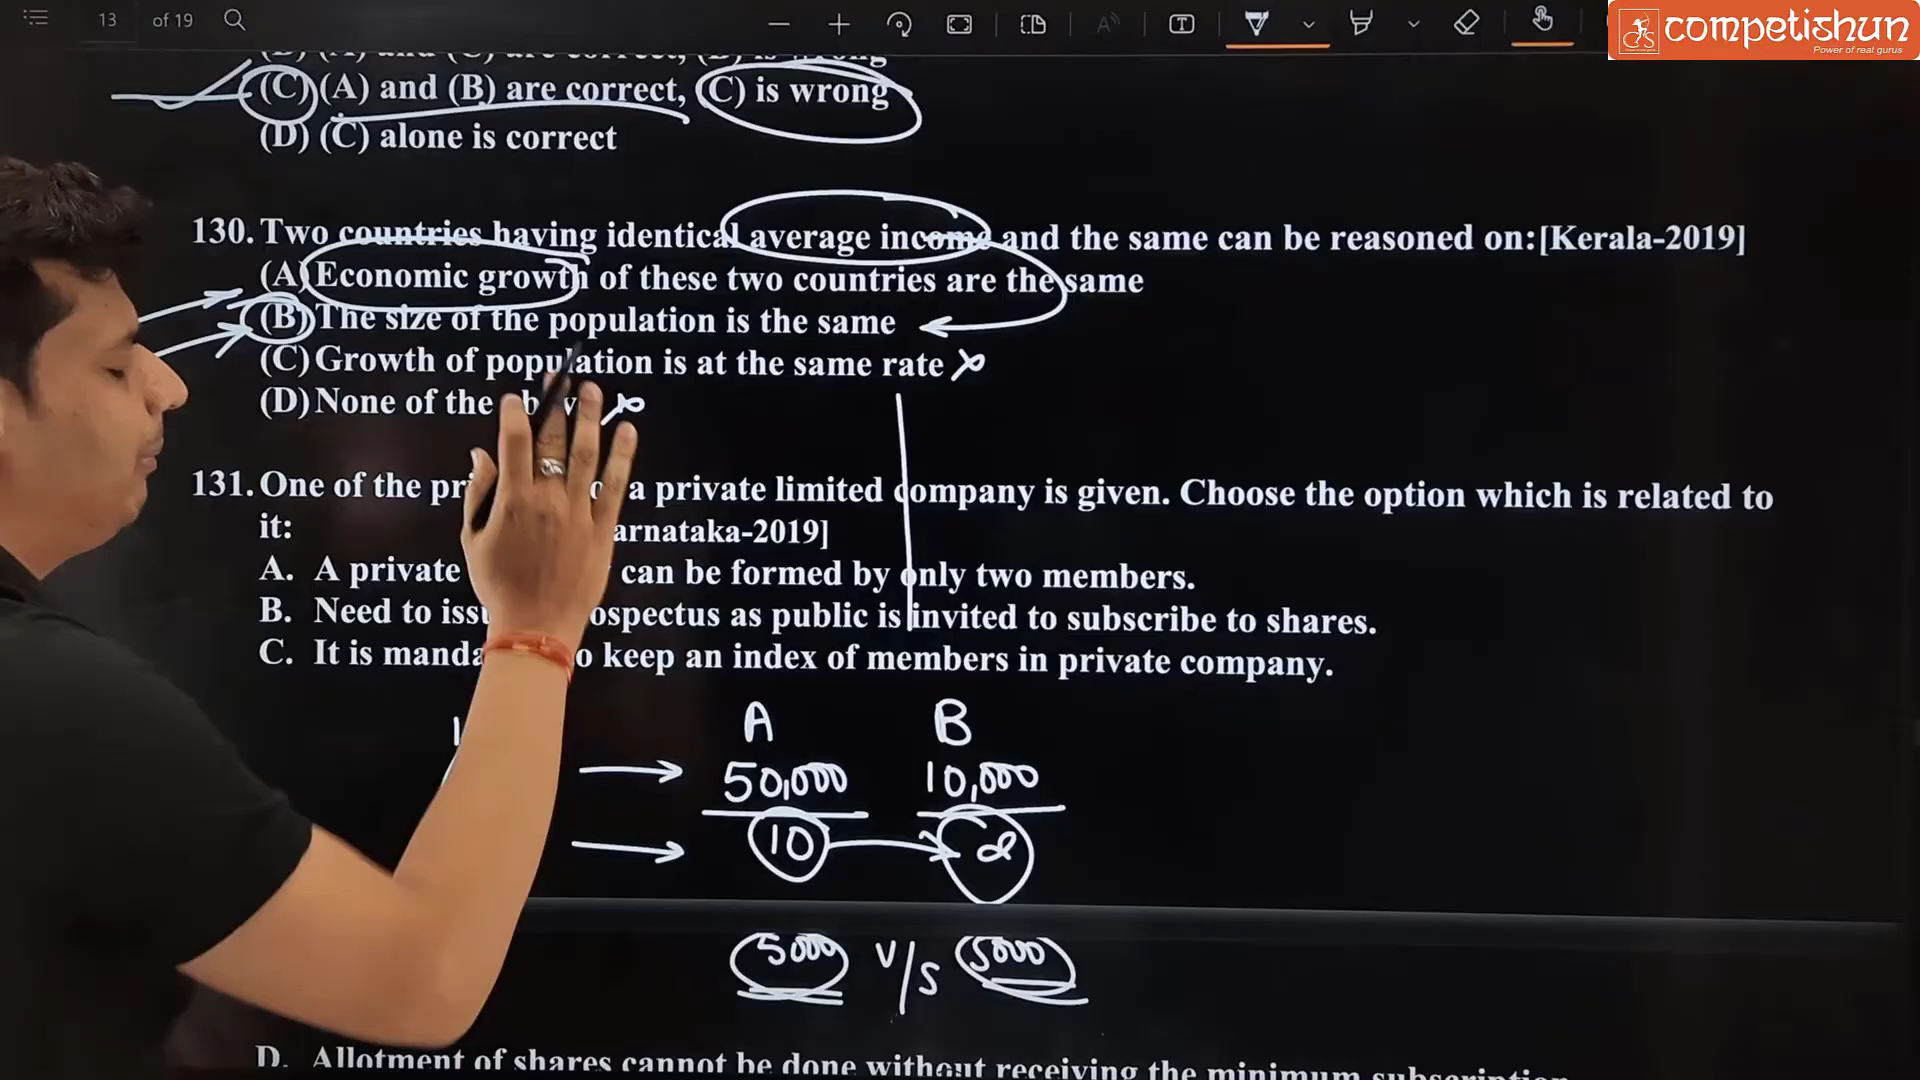 13 of 19
competishun
Power of real gurus
(C) (A) and (B) are correct, (C) is wrong
(D) (C) alone is correct
130. Two countries having identical average income and the same can be reasoned on:[Kerala-2019]
(A) Economic growth of these two countries are the same
(B) The size of the population is the same
(C) Growth of population is at the same rate
(D) None of the
131. One of the a private limited company is given. Choose the option which is related to
it: arnataka-2019]
A. A private can be formed by only two members.
B. Need to ospectus as public is invited to subscribe to shares.
C. It is keep an index of members in private company.
A B
50,000 10,000
10
5000 v/s 5000
D. Allotment of shares cannot be done without receiving the minimum subscription